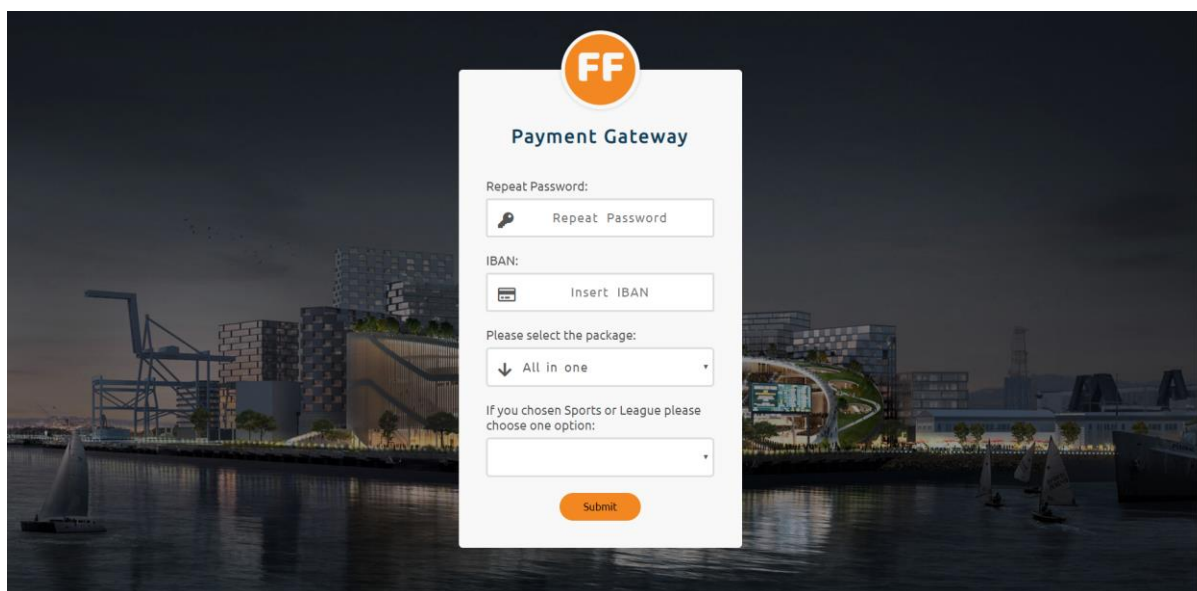 FF
Payment Gateway
Repeat Password:
Repeat Password
IBAN:
Insert IBAN
Please select the package:
All in one
If you chosen Sports or League please
choose one option:
Submit